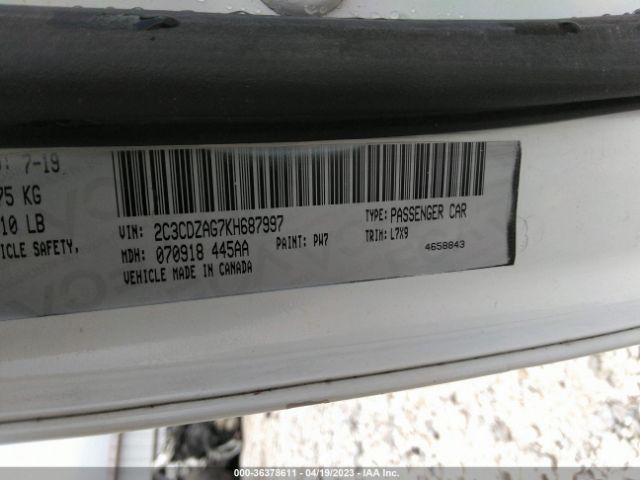 : 7-19
75 KG
10 LB
ICLE SAFETY,
VIN: 2C3CDZAG7KH687997
TYPE: PASSENGER CAR
MDH: 070918 445AA
PAINT: PW7
TRIM: L7X9
VEHICLE MADE IN CANADA
4658843
000-36378611 - 04/19/2023 - IAA Inc.